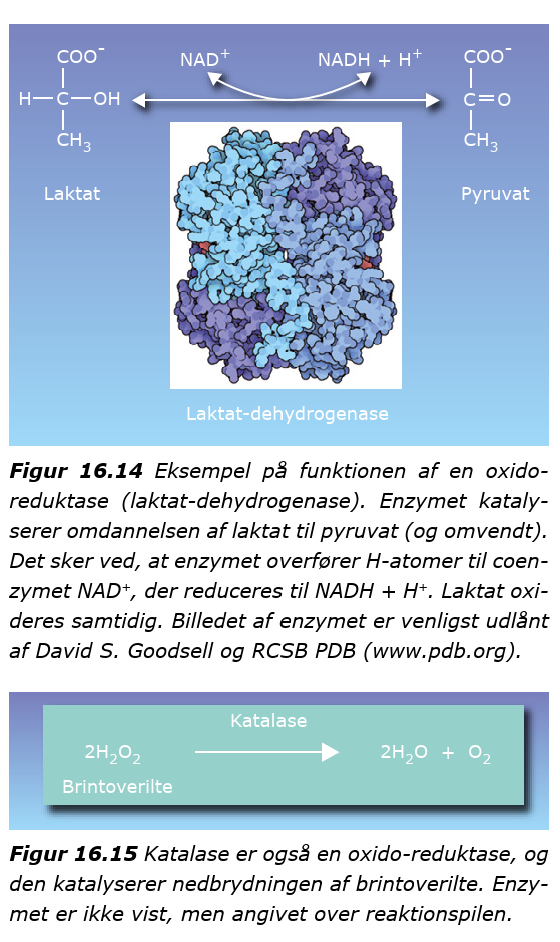 COO⁻
NAD⁺
NADH + H⁺
COO⁻
H—C—OH
C=O
CH₃
CH₃
Laktat
Pyruvat
Laktat-dehydrogenase
Figur 16.14 Eksempel på funktionen af en oxido-
reduktase (laktat-dehydrogenase). Enzymet kataly-
serer omdannelsen af laktat til pyruvat (og omvendt).
Det sker ved, at enzymet overfører H-atomer til coen-
zymet NAD⁺, der reduceres til NADH + H⁺. Laktat oxi-
deres samtidig. Billedet af enzymet er venligst udlånt
af David S. Goodsell og RCSB PDB (www.pdb.org).
Katalase
2H₂O₂
2H₂O + O₂
Brintoverilte
Figur 16.15 Katalase er også en oxido-reduktase, og
den katalyserer nedbrydningen af brintoverilte. Enzy-
met er ikke vist, men angivet over reaktionspilen.